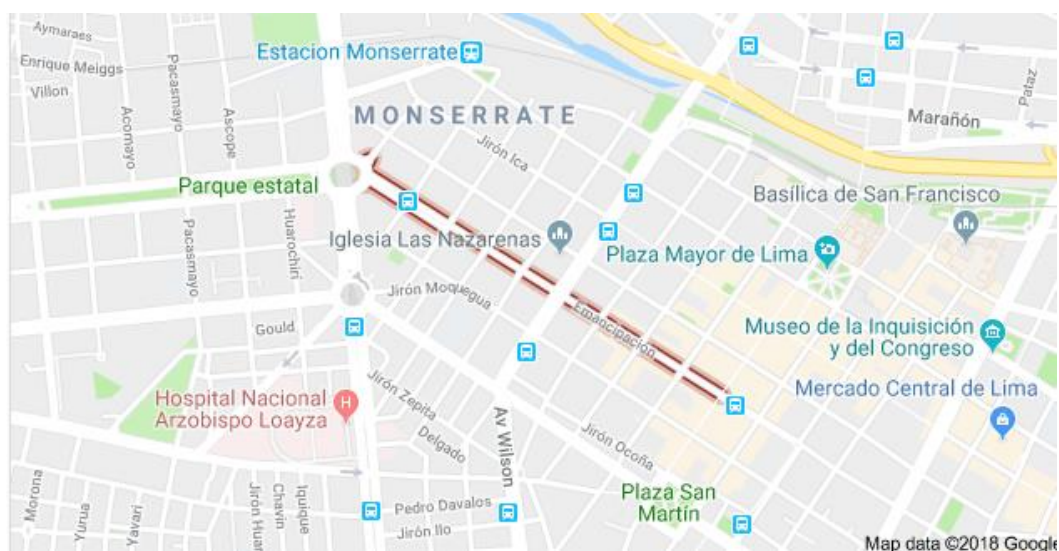 Aymaraes
Enrique Meiggs
Villon
Acomayo
Pacasmayo
Ascope
Estacion Monserrate
MONSERRATE
Jirón Ica
Marañón
Pataz
Parque estatal
Huarochirí
Pacasmayo
Iglesia Las Nazarenas
Basílica de San Francisco
Plaza Mayor de Lima
Jirón Moquegua
Emancipación
Gould
Museo de la Inquisición
y del Congreso
Mercado Central de Lima
Hospital Nacional
Arzobispo Loayza
Jirón Zepita
Delgado
Av Wilson
Jirón Ocoña
Plaza San
Martín
Morona
Yurua
Yavari
Jirón Huar
Chavin
Iquique
Pedro Davalos
Jirón Ilo
Map data ©2018 Google